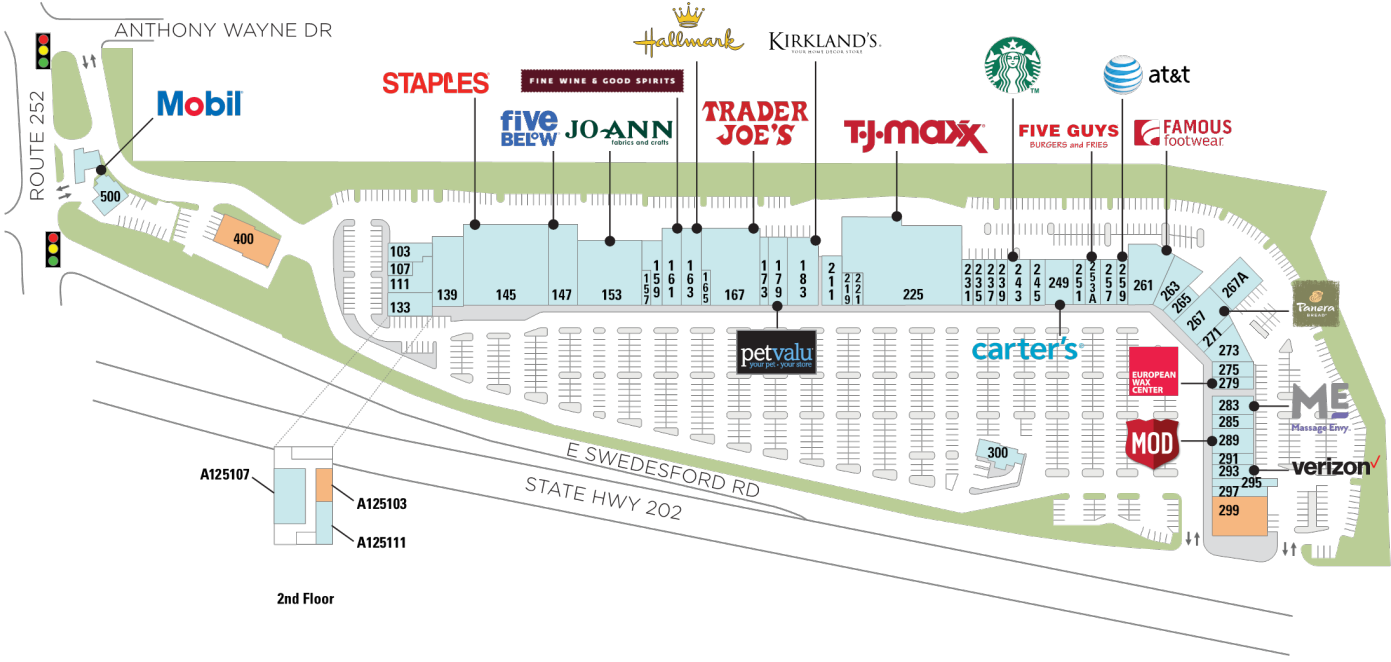 ANTHONY WAYNE DR
ROUTE 252
Mobil
STAPLES
FINE WINE & GOOD SPIRITS
Hallmark
KIRKLAND'S
YOUR HOME DECOR STORE
five
BELOW
JO-ANN
fabrics and crafts
TRADER
JOE'S
T·J·maxx
FIVE GUYS
BURGERS and FRIES
TM
at&t
FAMOUS
footwear
500
400
103
107
111
133
139
145
147
153
157
159
161
163
165
167
173
179
183
211
219
221
225
231
235
237
239
243
245
249
251
253A
257
259
261
263
265
267
267A
271
273
275
279
283
285
289
291
293
295
297
299
300
Panera
BREAD
petvalu
your pet · your store
carter's
EUROPEAN
WAX
CENTER
ME
Massage Envy
MOD
verizon
E SWEDESFORD RD
STATE HWY 202
A125107
A125103
A125111
2nd Floor